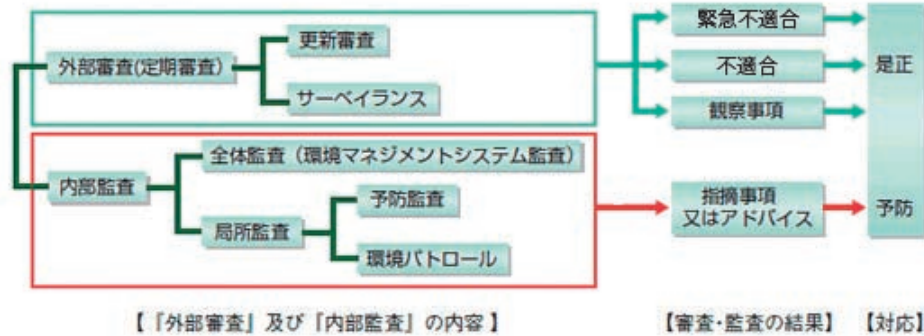 緊急不適合
更新審査
外部審査(定期審査)
不適合
是正
サーベイランス
観察事項
全体監査（環境マネジメントシステム監査）
内部監査
予防監査
指摘事項
又はアドバイス
予防
局所監査
環境パトロール
【『外部審査』及び『内部監査』の内容】
【審査・監査の結果】
【対応】